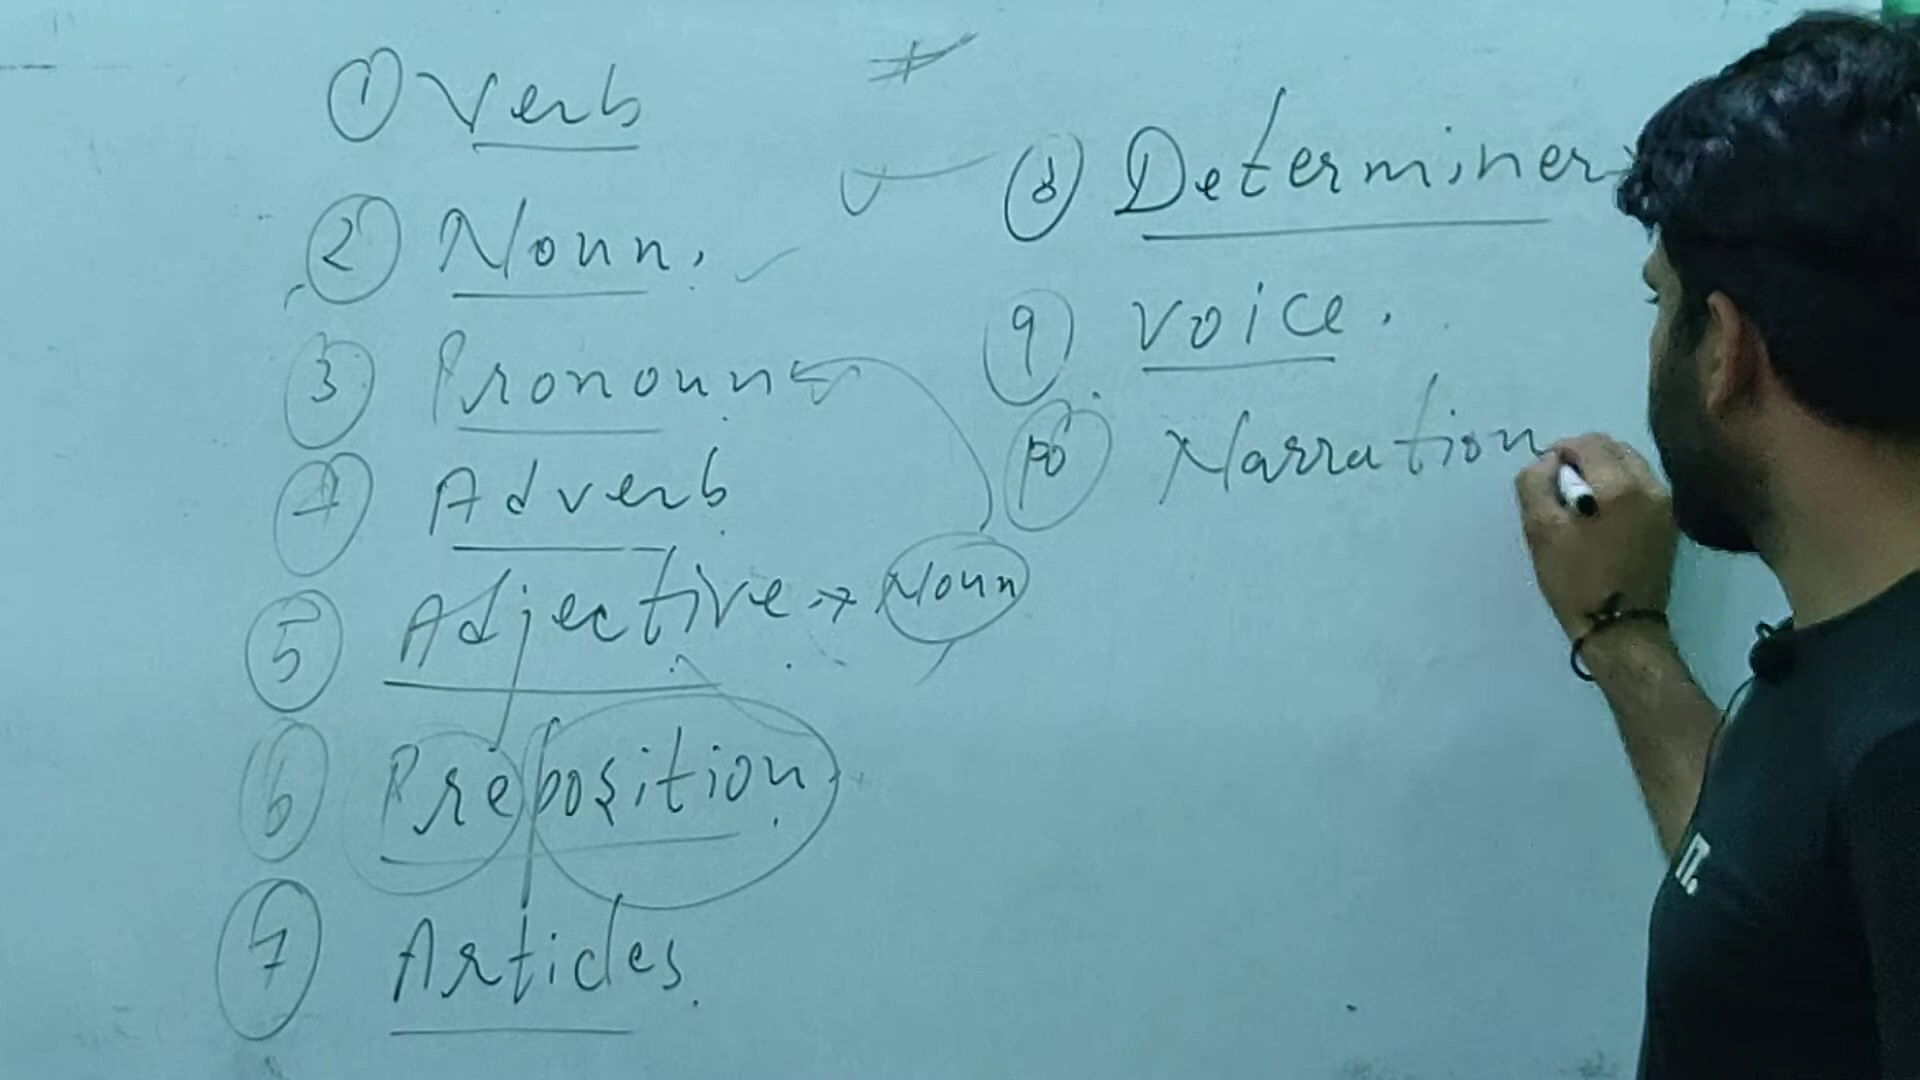 ① Verb
② Noun.
③ Pronoun
④ Adverb
⑤ Adjective → Noun
⑥ Preposition.
⑦ Articles.
⑧ Determiner
⑨ Voice.
⑩ Narration